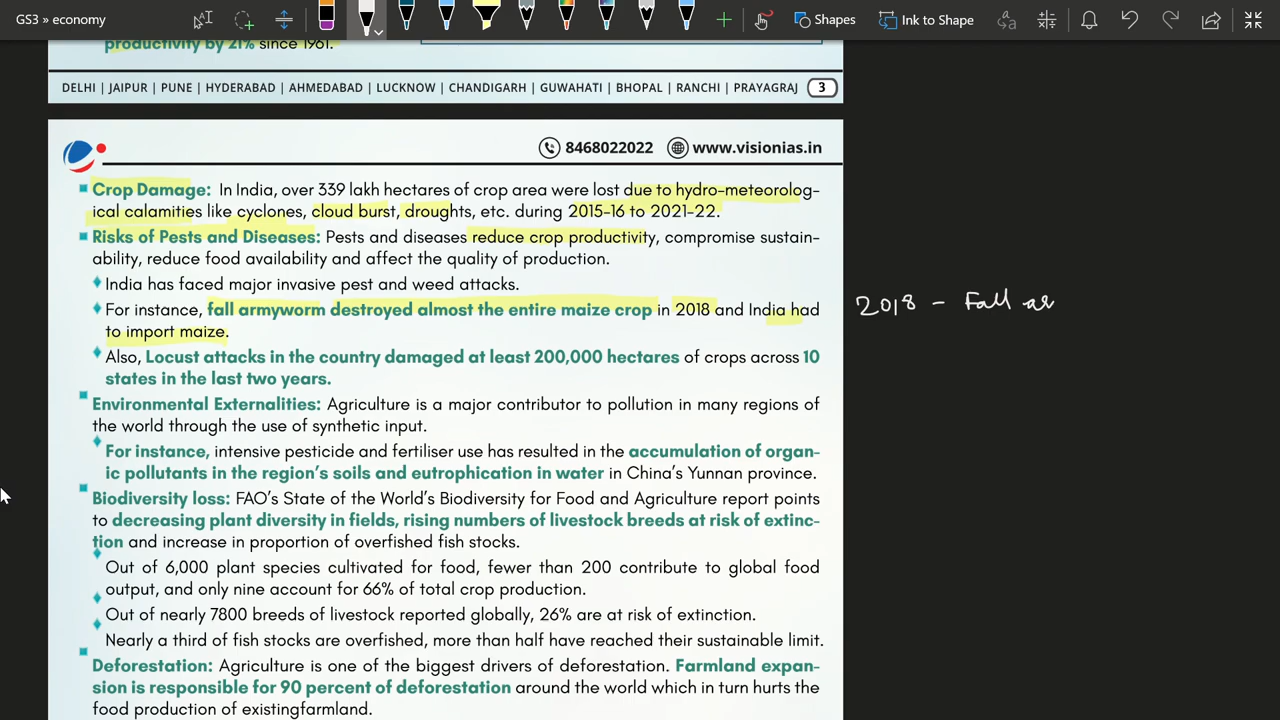 GS3 » economy
Shapes
Ink to Shape
productivity by 21% since 1961.
DELHI | JAIPUR | PUNE | HYDERABAD | AHMEDABAD | LUCKNOW | CHANDIGARH | GUWAHATI | BHOPAL | RANCHI | PRAYAGRAJ 3
8468022022 www.visionias.in
Crop Damage: In India, over 339 lakh hectares of crop area were lost due to hydro-meteorolog-
ical calamities like cyclones, cloud burst, droughts, etc. during 2015-16 to 2021-22.
Risks of Pests and Diseases: Pests and diseases reduce crop productivity, compromise sustain-
ability, reduce food availability and affect the quality of production.
India has faced major invasive pest and weed attacks.
For instance, fall armyworm destroyed almost the entire maize crop in 2018 and India had
to import maize.
2018 - Fall ar
Also, Locust attacks in the country damaged at least 200,000 hectares of crops across 10
states in the last two years.
Environmental Externalities: Agriculture is a major contributor to pollution in many regions of
the world through the use of synthetic input.
For instance, intensive pesticide and fertiliser use has resulted in the accumulation of organ-
ic pollutants in the region's soils and eutrophication in water in China's Yunnan province.
Biodiversity loss: FAO's State of the World's Biodiversity for Food and Agriculture report points
to decreasing plant diversity in fields, rising numbers of livestock breeds at risk of extinc-
tion and increase in proportion of overfished fish stocks.
Out of 6,000 plant species cultivated for food, fewer than 200 contribute to global food
output, and only nine account for 66% of total crop production.
Out of nearly 7800 breeds of livestock reported globally, 26% are at risk of extinction.
Nearly a third of fish stocks are overfished, more than half have reached their sustainable limit.
Deforestation: Agriculture is one of the biggest drivers of deforestation. Farmland expan-
sion is responsible for 90 percent of deforestation around the world which in turn hurts the
food production of existingfarmland.